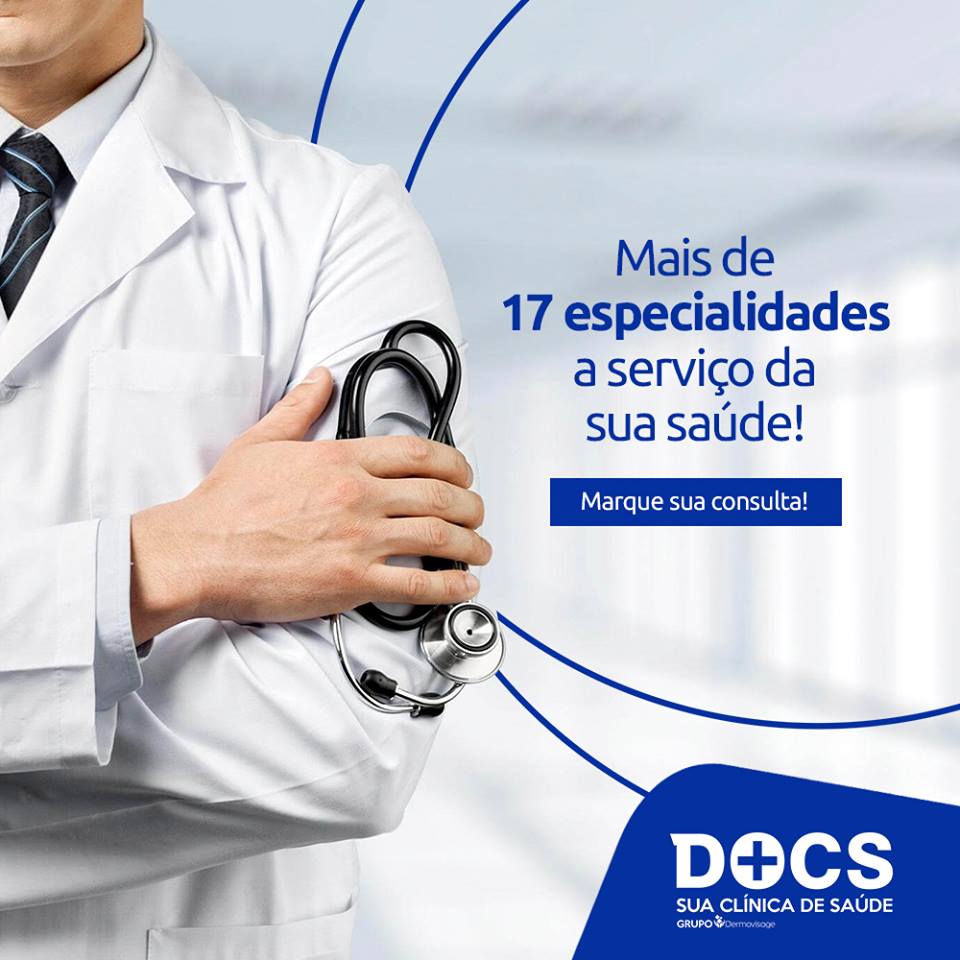 Mais de
17 especialidades
a serviço da
sua saúde!
Marque sua consulta!
DOCS
SUA CLÍNICA DE SAÚDE
GRUPO Dermovisage